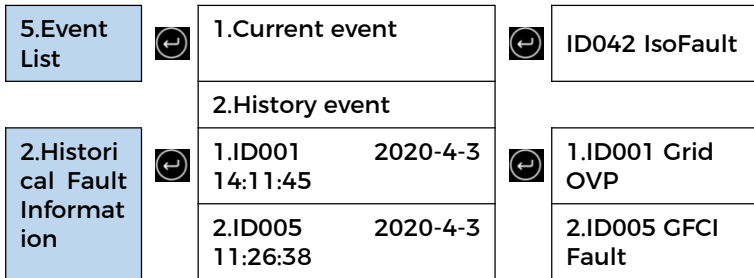 5.Event
List
1.Current event
ID042 IsoFault
2.History event
2.Histori
cal Fault
Informat
ion
1.ID001 2020-4-3
14:11:45
1.ID001 Grid
OVP
2.ID005 2020-4-3
11:26:38
2.ID005 GFCI
Fault